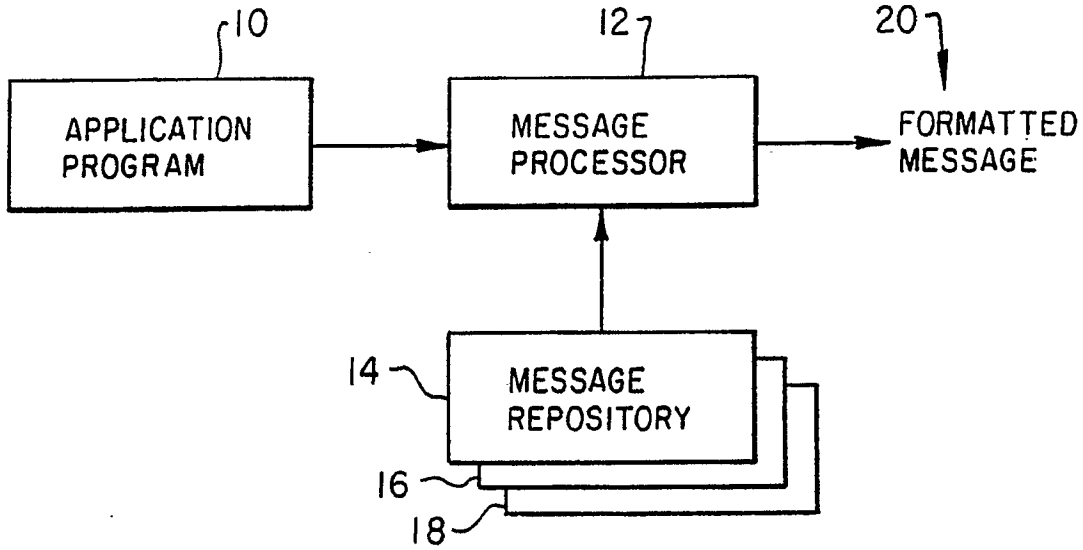 10
12
20
APPLICATION
PROGRAM
MESSAGE
PROCESSOR
FORMATTED
MESSAGE
14
MESSAGE
REPOSITORY
16
18